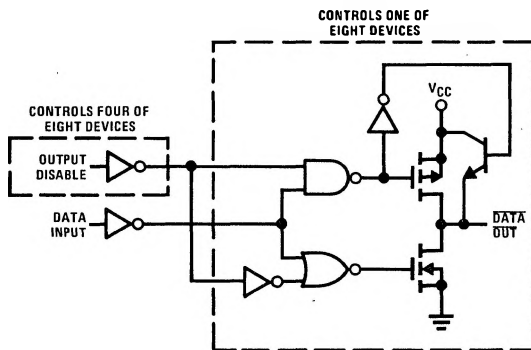 CONTROLS ONE OF
EIGHT DEVICES
VCC
CONTROLS FOUR OF
EIGHT DEVICES
OUTPUT
DISABLE
DATA
INPUT
DATA
OUT